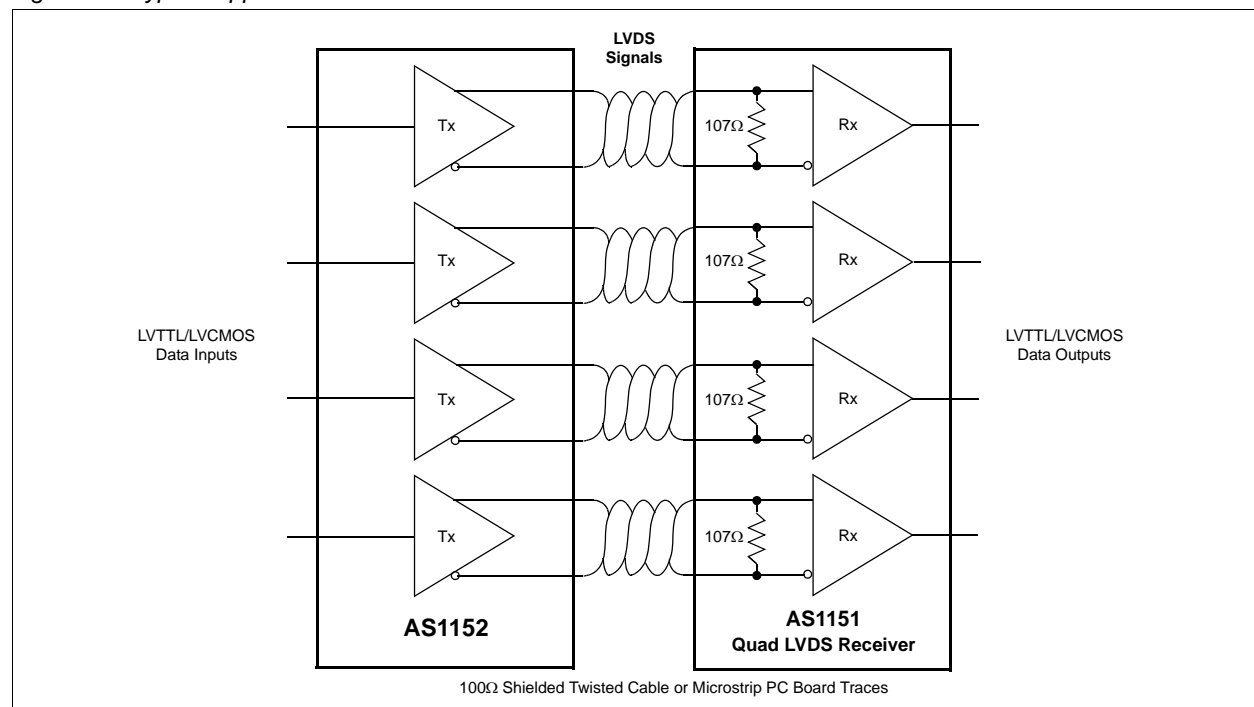 LVDS
Signals
Tx
107Ω
Rx
Tx
107Ω
Rx
LVTTL/LVCMOS
Data Inputs
LVTTL/LVCMOS
Data Outputs
Tx
107Ω
Rx
Tx
107Ω
Rx
AS1152
AS1151
Quad LVDS Receiver
100Ω Shielded Twisted Cable or Microstrip PC Board Traces